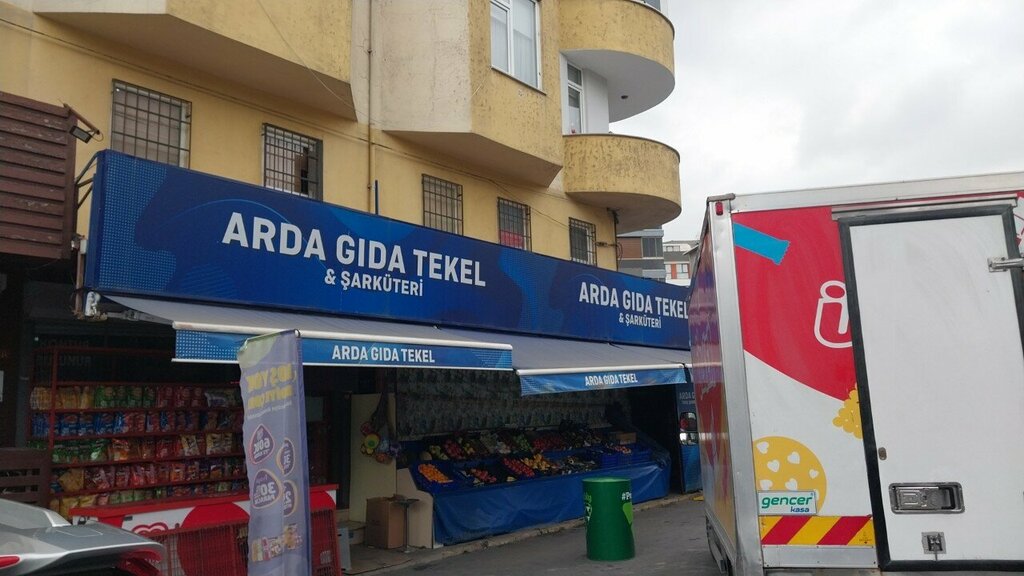 ARDA GIDA TEKEL
& ŞARKÜTERİ
ARDA GIDA TEKEL
& ŞARKÜTERİ
ARDA GIDA TEKEL
ARDA GIDA TEKEL
gencer
kasa